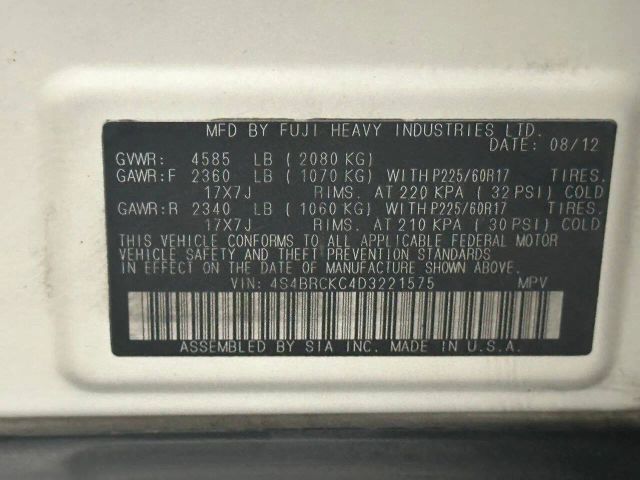 MFD BY FUJI HEAVY INDUSTRIES LTD.
DATE: 08/12
GVWR: 4585 LB ( 2080 KG)
GAWR:F 2360 LB ( 1070 KG) WITH P225/60R17 TIRES.
17X7J RIMS. AT 220 KPA ( 32 PSI) COLD
GAWR:R 2340 LB ( 1060 KG) WITH P225/60R17 TIRES.
17X7J RIMS. AT 210 KPA ( 30 PSI) COLD
THIS VEHICLE CONFORMS TO ALL APPLICABLE FEDERAL MOTOR
VEHICLE SAFETY AND THEFT PREVENTION STANDARDS
IN EFFECT ON THE DATE OF MANUFACTURE SHOWN ABOVE.
VIN: 4S4BRCKC4D3221575 MPV
ASSEMBLED BY SIA INC. MADE IN U.S.A.